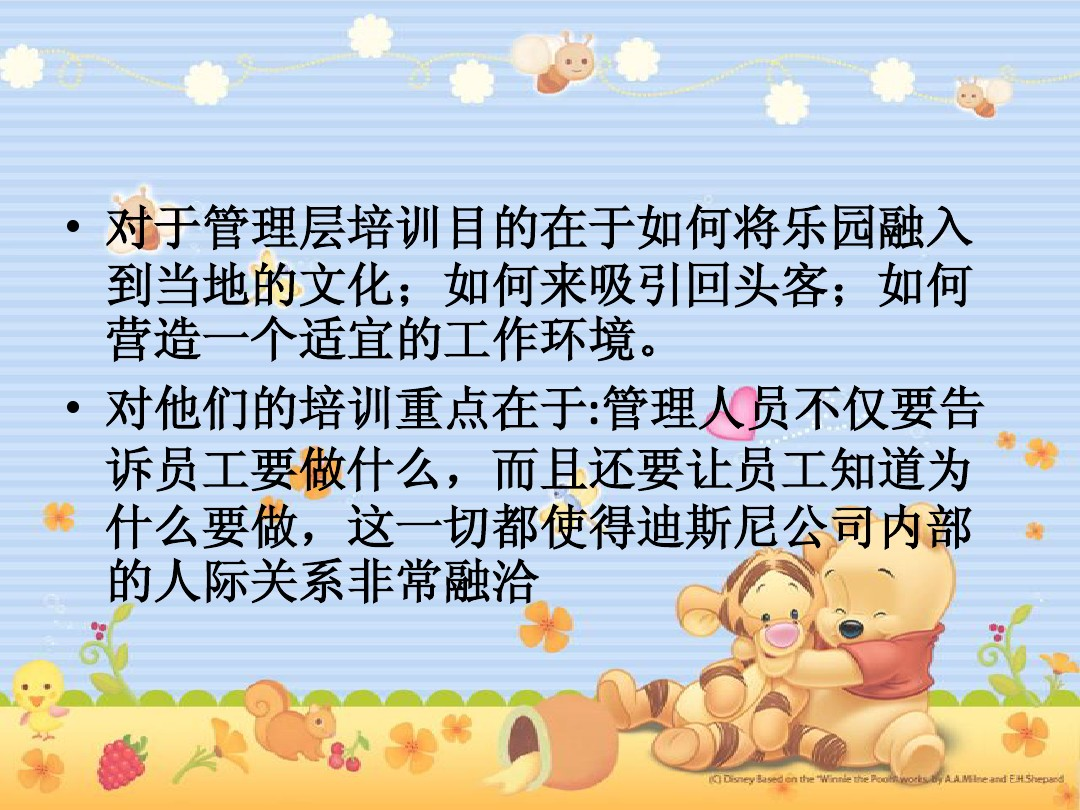 • 对于管理层培训目的在于如何将乐园融入
到当地的文化；如何来吸引回头客；如何
营造一个适宜的工作环境。
• 对他们的培训重点在于:管理人员不仅要告
诉员工要做什么，而且还要让员工知道为
什么要做，这一切都使得迪斯尼公司内部
的人际关系非常融洽
(C) Disney Based on the "Winnie the Pooh" works, by A.A.Milne and E.H.Shepard